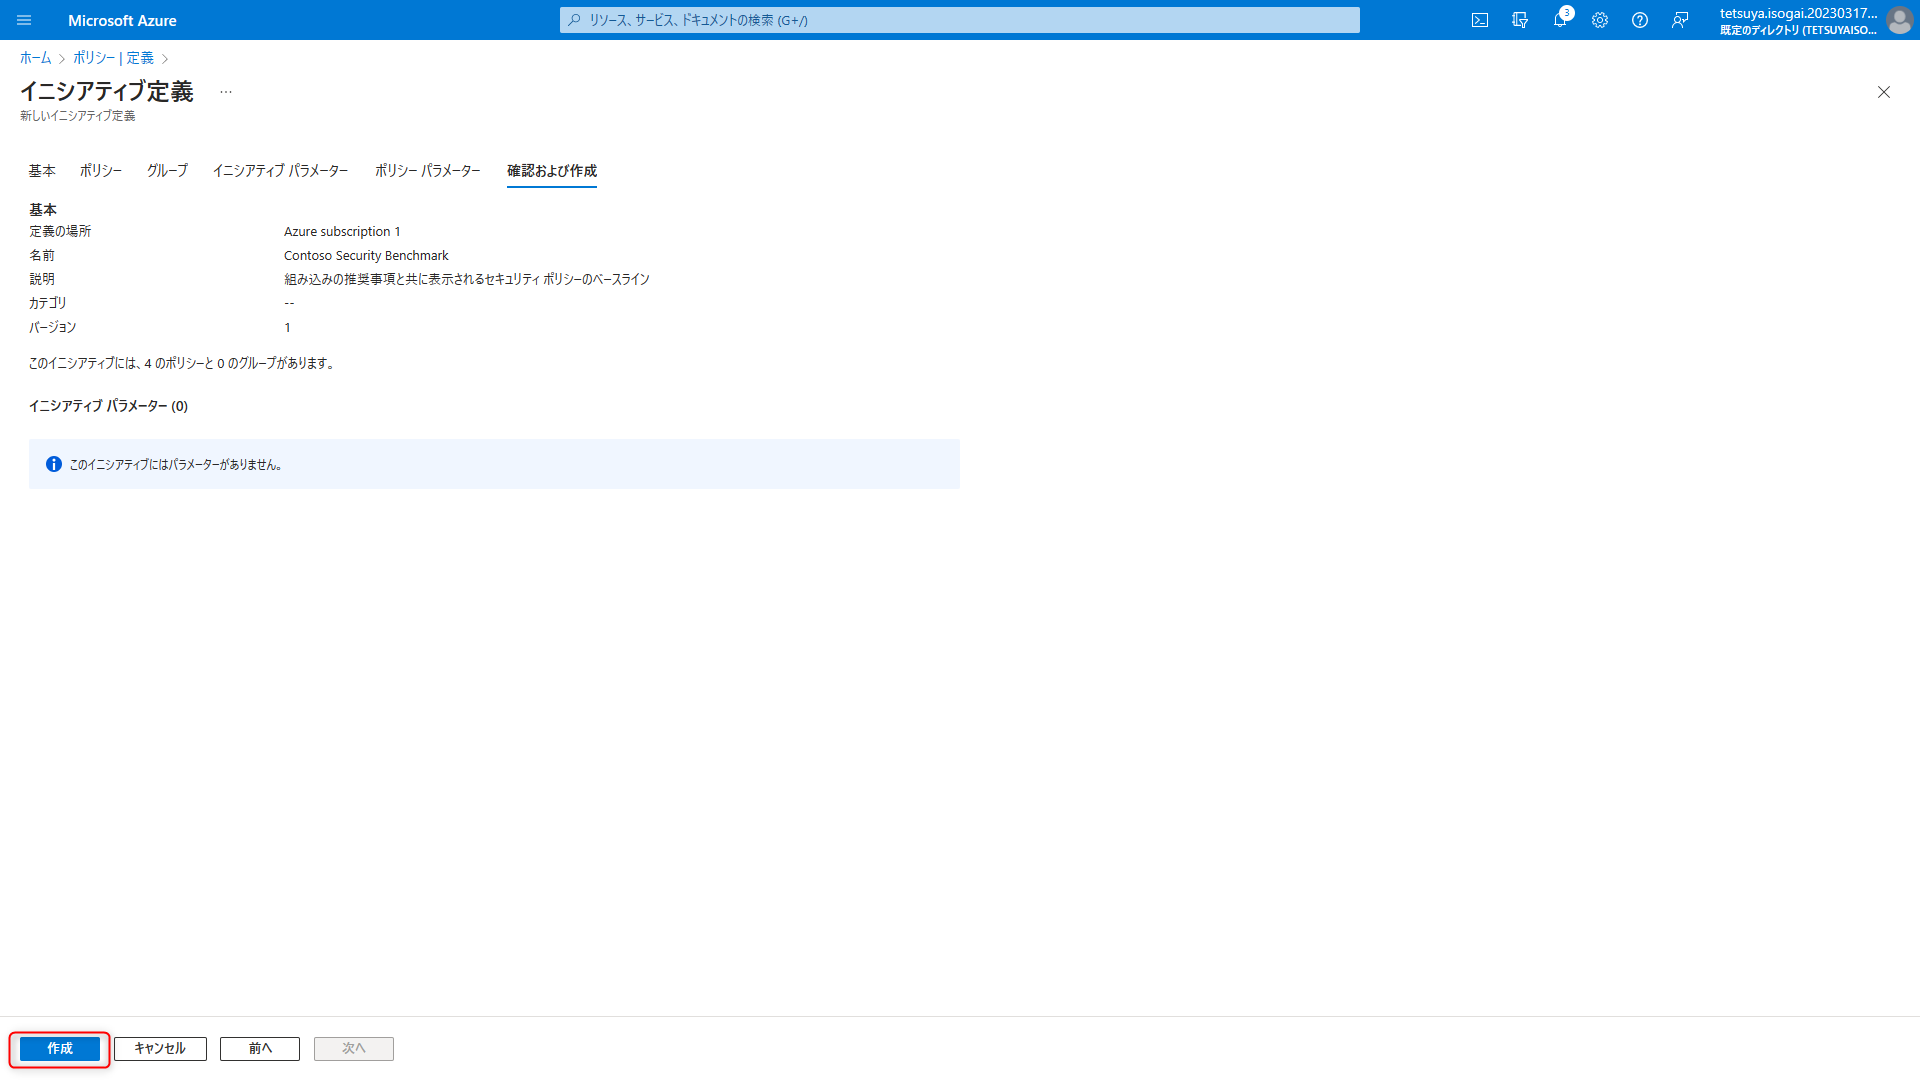 Microsoft Azure
リソース、サービス、ドキュメントの検索 (G+/)
3
tetsuya.isogai.20230317...
既定のディレクトリ (TETSUYAISO...
ホーム > ポリシー | 定義 >
イニシアティブ定義 ...
新しいイニシアティブ定義
基本 ポリシー グループ イニシアティブ パラメーター ポリシー パラメーター 確認および作成
基本
定義の場所 Azure subscription 1
名前 Contoso Security Benchmark
説明 組み込みの推奨事項と共に表示されるセキュリティ ポリシーのベースライン
カテゴリ --
バージョン 1
このイニシアティブには、4 のポリシーと 0 のグループがあります。
イニシアティブ パラメーター (0)
このイニシアティブにはパラメーターがありません。
作成 キャンセル 前へ 次へ